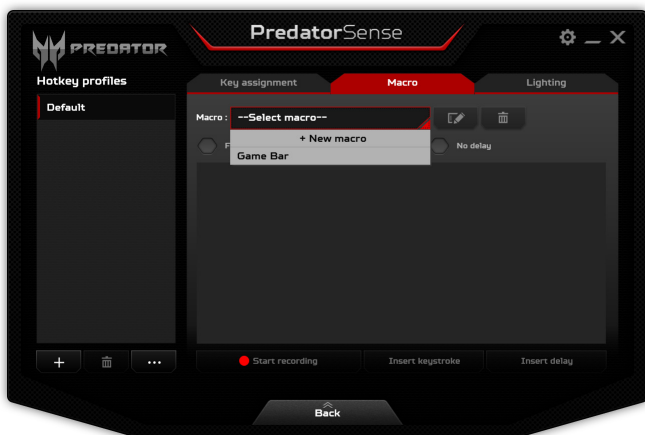 PREDATOR
PredatorSense
Hotkey profiles
Default
Key assignment
Macro
Lighting
Macro :
--Select macro--
+ New macro
Game Bar
F
No delay
Start recording
Insert keystroke
Insert delay
Back